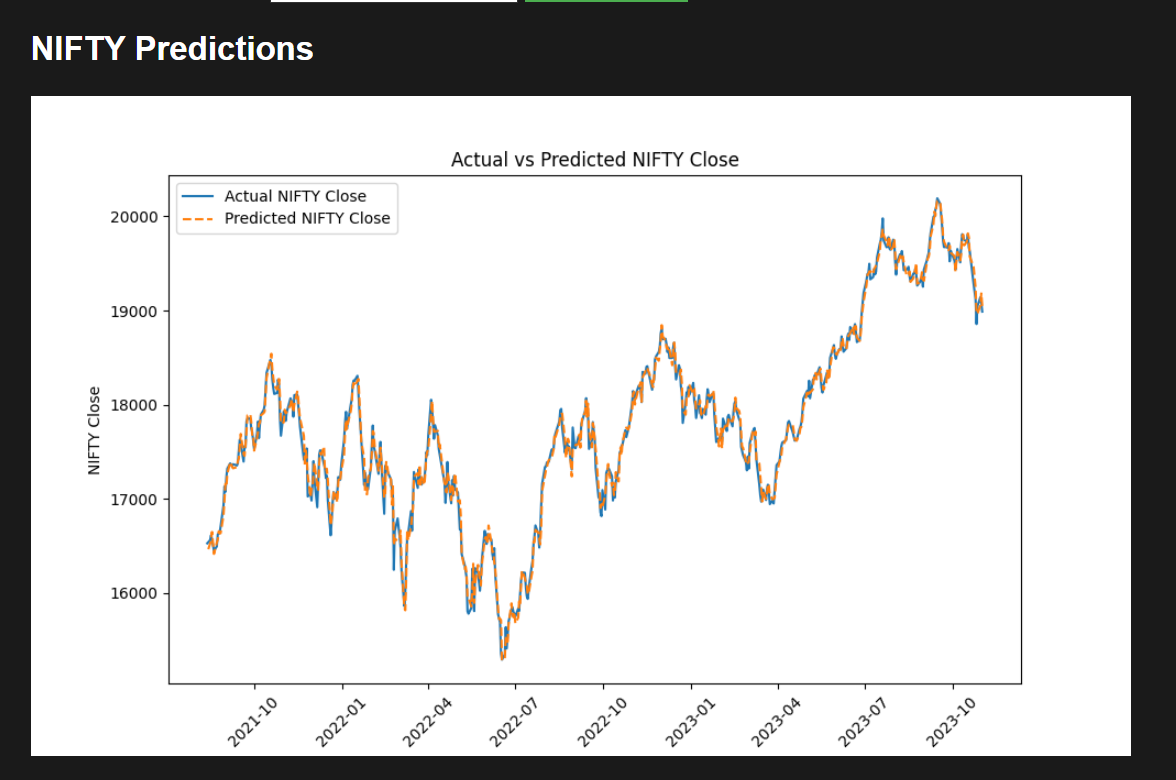 NIFTY Predictions
Actual vs Predicted NIFTY Close
Actual NIFTY Close
Predicted NIFTY Close
NIFTY Close
20000
19000
18000
17000
16000
2021-10
2022-01
2022-04
2022-07
2022-10
2023-01
2023-04
2023-07
2023-10